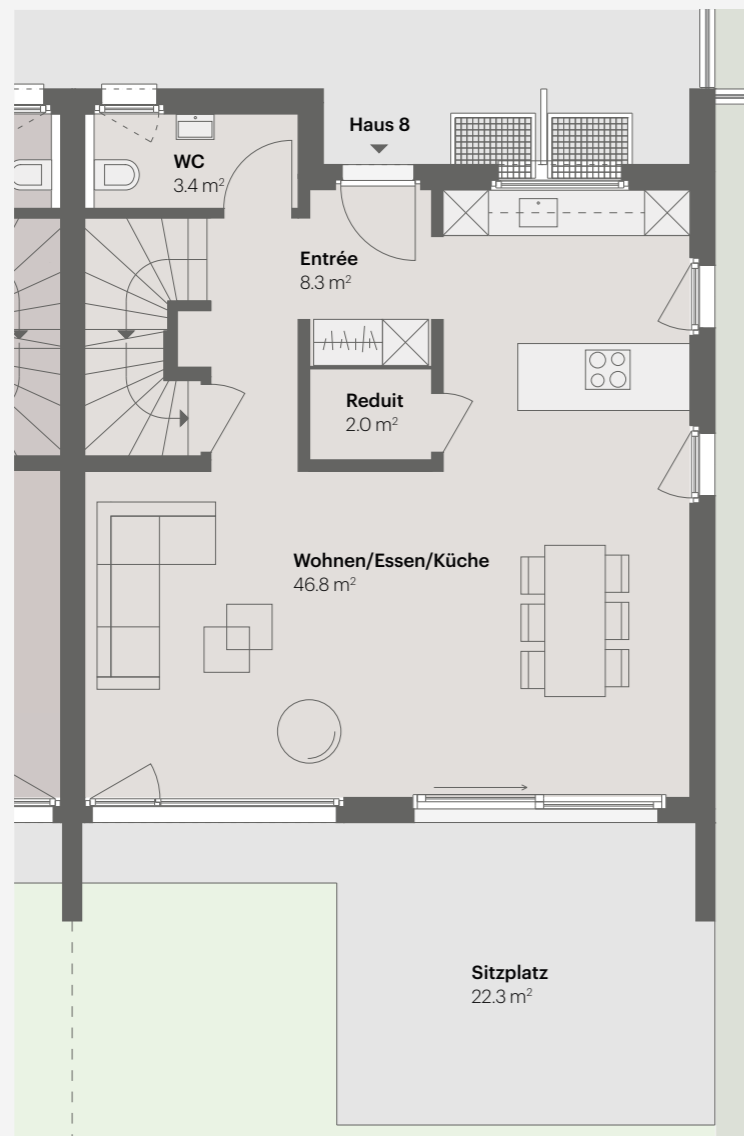 Haus 8
WC
3.4 m²
Entrée
8.3 m²
Reduit
2.0 m²
Wohnen/Essen/Küche
46.8 m²
Sitzplatz
22.3 m²